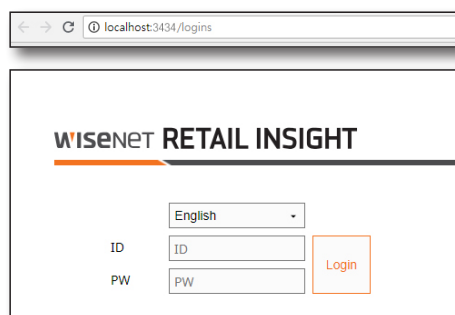 localhost:3434/logins
WISENET RETAIL INSIGHT
English
ID ID
Login
PW PW